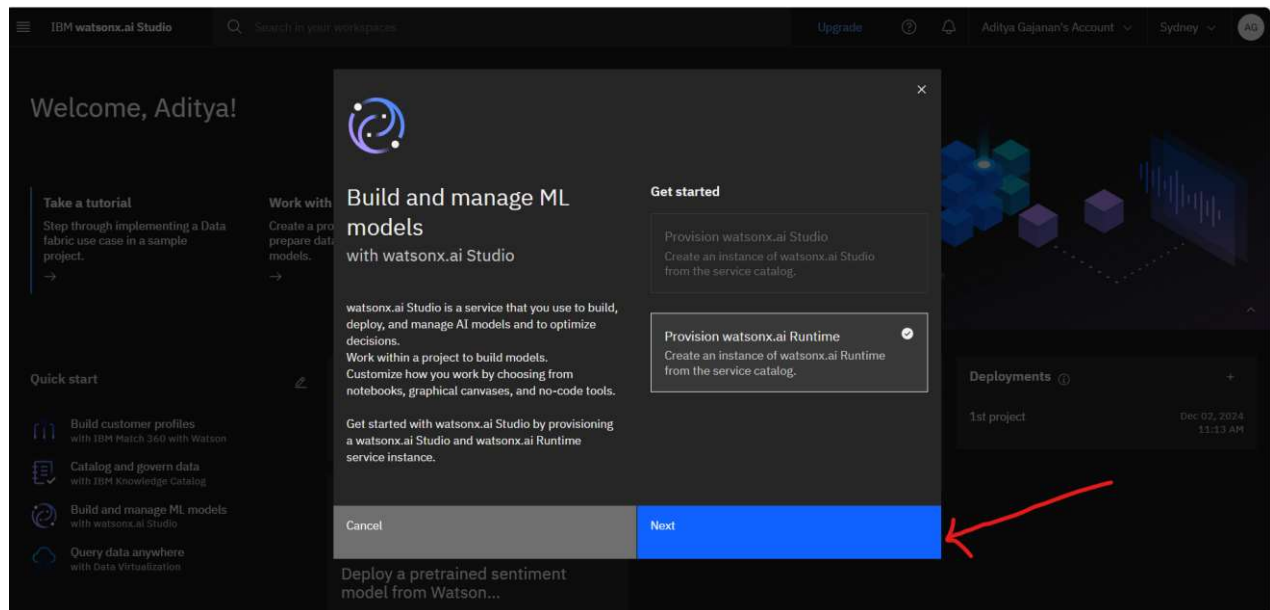 IBM watsonx.ai Studio
Search in your workspaces
Upgrade
Aditya Gajanan's Account
Sydney
AG
Welcome, Aditya!
Take a tutorial
Step through implementing a Data
fabric use case in a sample
project.
Work with
Create a pro
prepare data
models.
Build and manage ML
models
with watsonx.ai Studio
watsonx.ai Studio is a service that you use to build,
deploy, and manage AI models and to optimize
decisions.
Work within a project to build models.
Customize how you work by choosing from
notebooks, graphical canvases, and no-code tools.
Get started with watsonx.ai Studio by provisioning
a watsonx.ai Studio and watsonx.ai Runtime
service instance.
Get started
Provision watsonx.ai Studio
Create an instance of watsonx.ai Studio
from the service catalog.
Provision watsonx.ai Runtime
Create an instance of watsonx.ai Runtime
from the service catalog.
Cancel
Next
Quick start
Build customer profiles
with IBM Match 360 with Watson
Catalog and govern data
with IBM Knowledge Catalog
Build and manage ML models
with watsonx.ai Studio
Query data anywhere
with Data Virtualization
Deploy a pretrained sentiment
model from Watson...
Deployments
1st project
Dec 02, 2024
11:13 AM